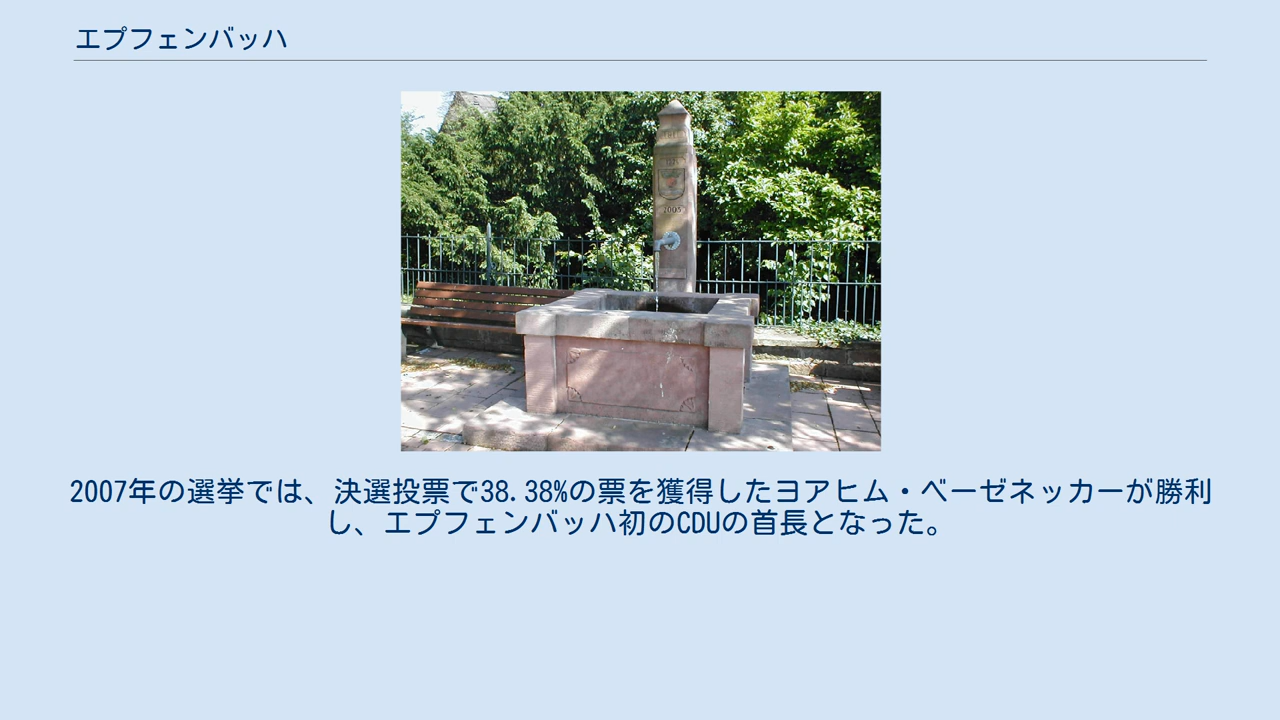 エプフェンバッハ
2005
2007年の選挙では、決選投票で38.38%の票を獲得したヨアヒム・ベーゼネッカーが勝利
し、エプフェンバッハ初のCDUの首長となった。